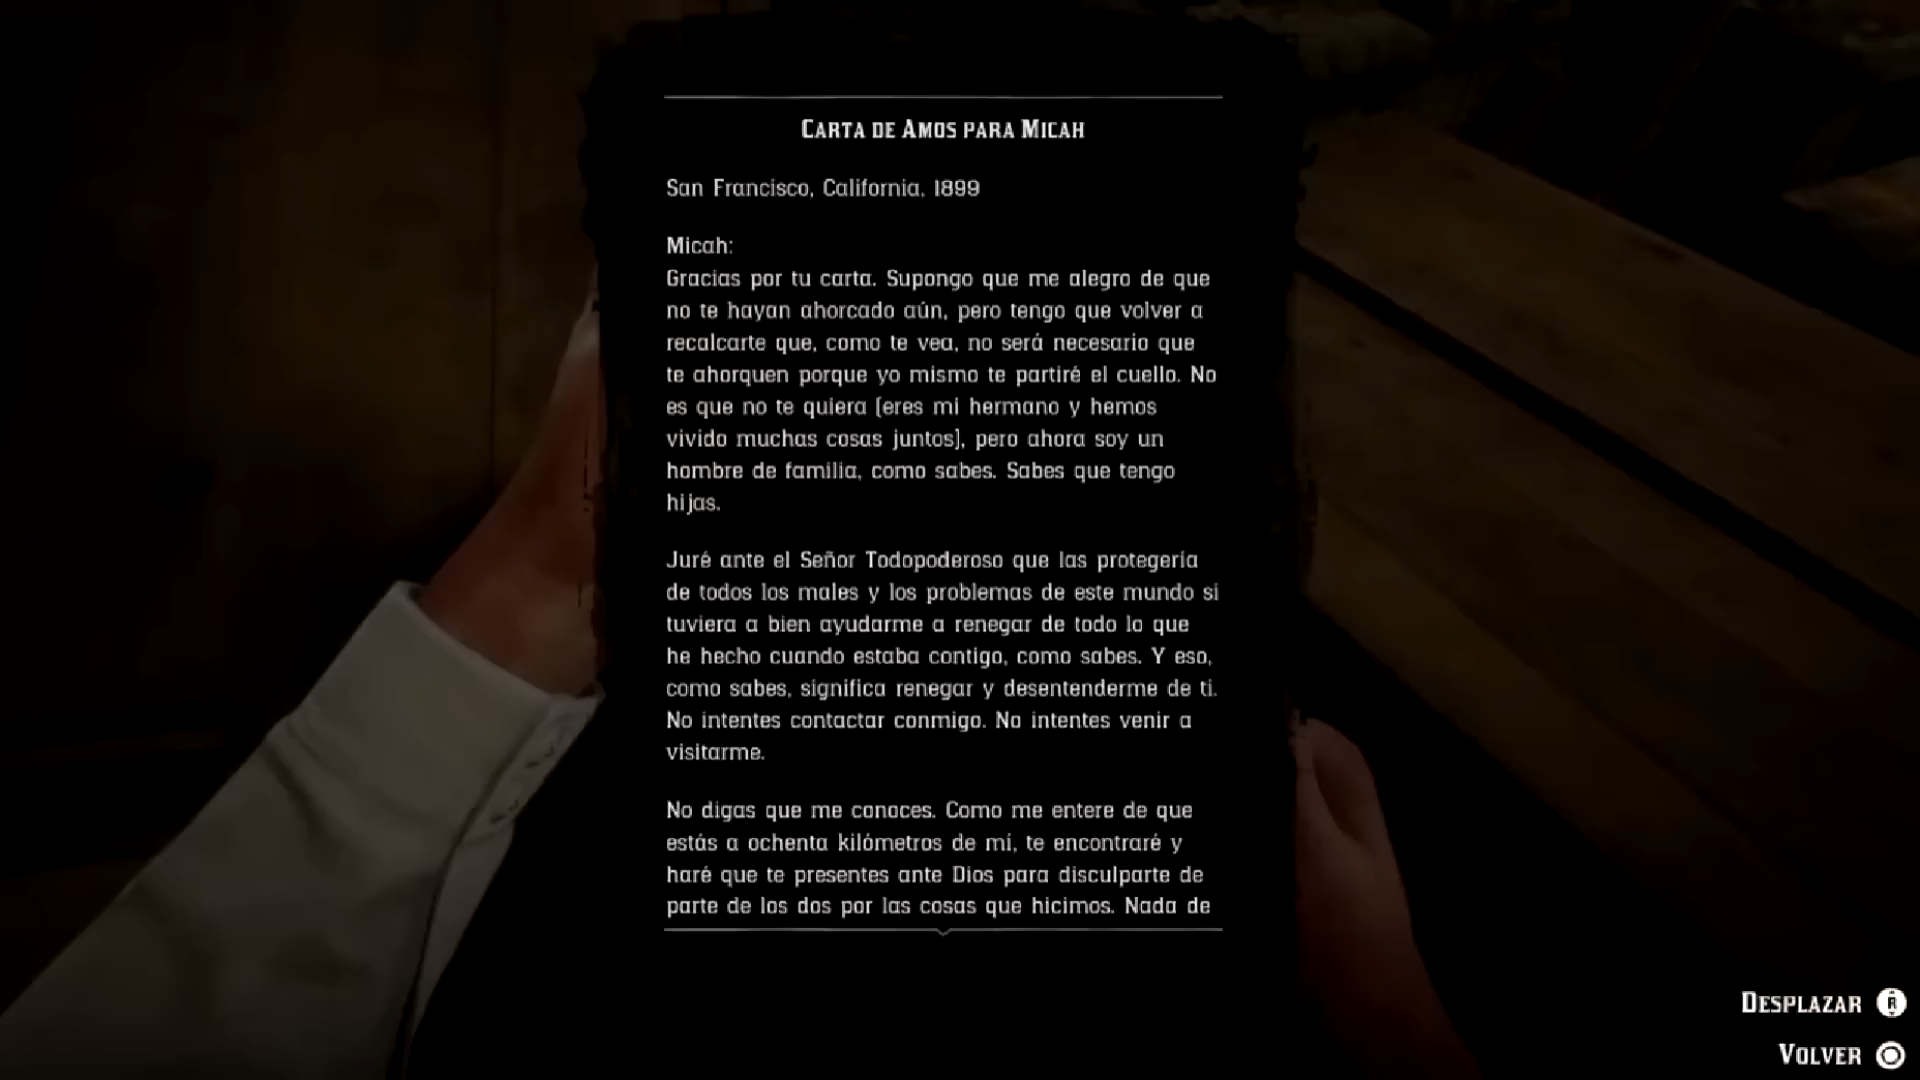 CARTA DE AMOS PARA MICAH
San Francisco, California, 1899
Micah:
Gracias por tu carta. Supongo que me alegro de que
no te hayan ahorcado aún, pero tengo que volver a
recalcarte que, como te vea, no será necesario que
te ahorquen porque yo mismo te partiré el cuello. No
es que no te quiera (eres mi hermano y hemos
vivido muchas cosas juntos), pero ahora soy un
hombre de familia, como sabes. Sabes que tengo
hijas.
Juré ante el Señor Todopoderoso que las protegería
de todos los males y los problemas de este mundo si
tuviera a bien ayudarme a renegar de todo lo que
he hecho cuando estaba contigo, como sabes. Y eso,
como sabes, significa renegar y desentenderme de ti.
No intentes contactar conmigo. No intentes venir a
visitarme.
No digas que me conoces. Como me entere de que
estás a ochenta kilómetros de mí, te encontraré y
haré que te presentes ante Dios para disculparte de
parte de los dos por las cosas que hicimos. Nada de
DESPLAZAR R
VOLVER